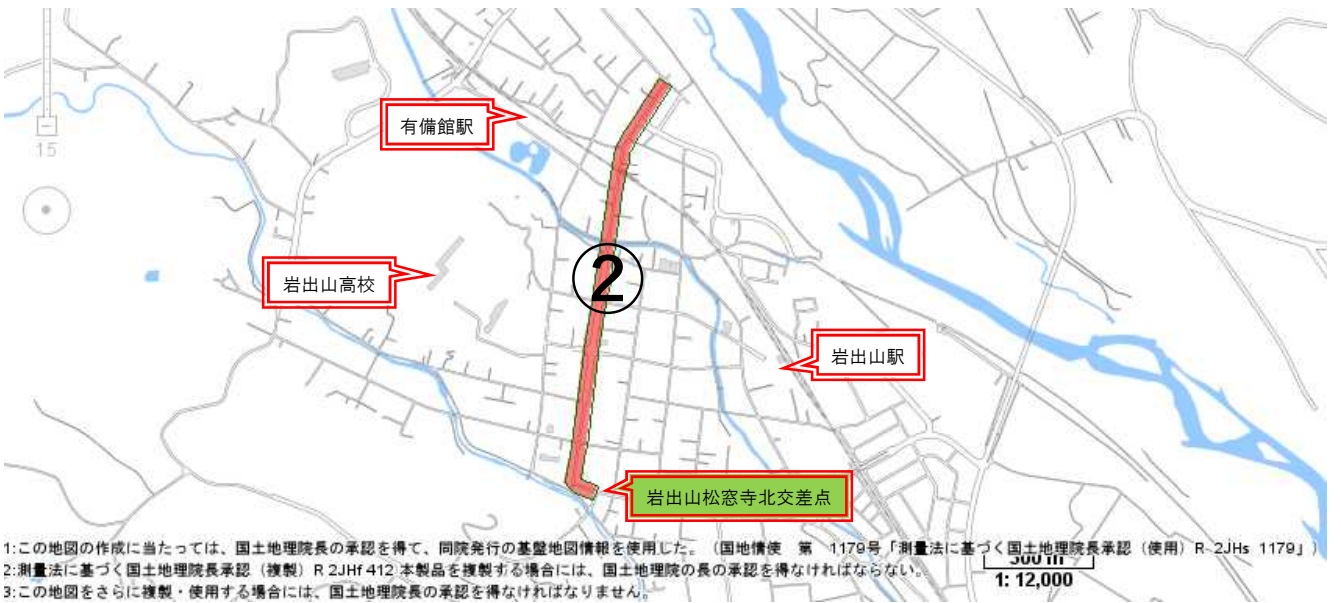 有備館駅
15
岩出山高校
②
岩出山駅
岩出山松窓寺北交差点
1:この地図の作成に当たっては、国土地理院長の承認を得て、同院発行の基盤地図情報を使用した。（国地情使　第　1179号「測量法に基づく国土地理院長承認（使用）R 2JHs 1179」）
2:測量法に基づく国土地理院長承認（複製）R 2JHf 412 本製品を複製する場合には、国土地理院の長の承認を得なければならない。
3:この地図をさらに複製・使用する場合には、国土地理院長の承認を得なければなりません。
300 m
1: 12,000